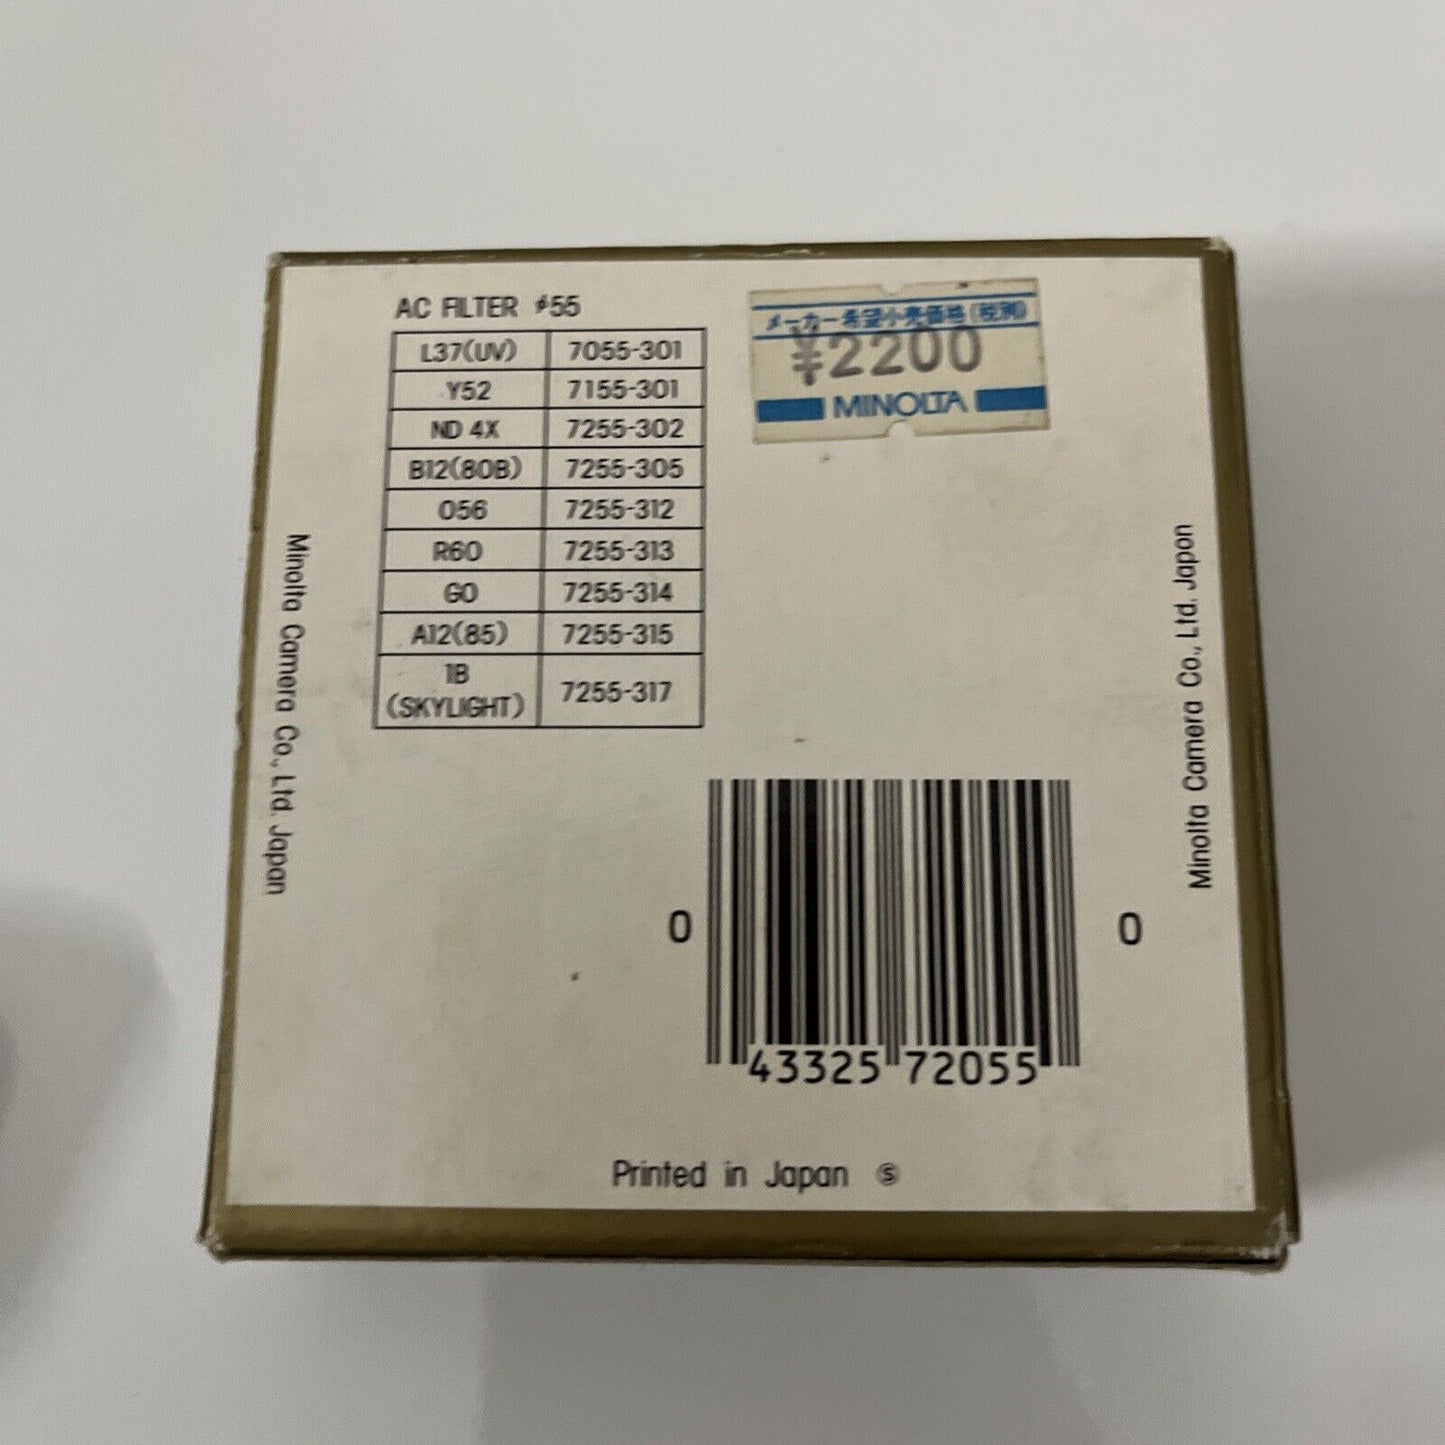 AC FILTER φ55
L37(UV) 7055-301
Y52 7155-301
ND 4X 7255-302
B12(80B) 7255-305
O56 7255-312
R60 7255-313
G0 7255-314
A12(85) 7255-315
1B
(SKYLIGHT) 7255-317
メーカー希望小売価格(税別)
¥2200
MINOLTA
Minolta Camera Co., Ltd. Japan
Minolta Camera Co., Ltd. Japan
0 43325 72055 0
Printed in Japan Ⓢ